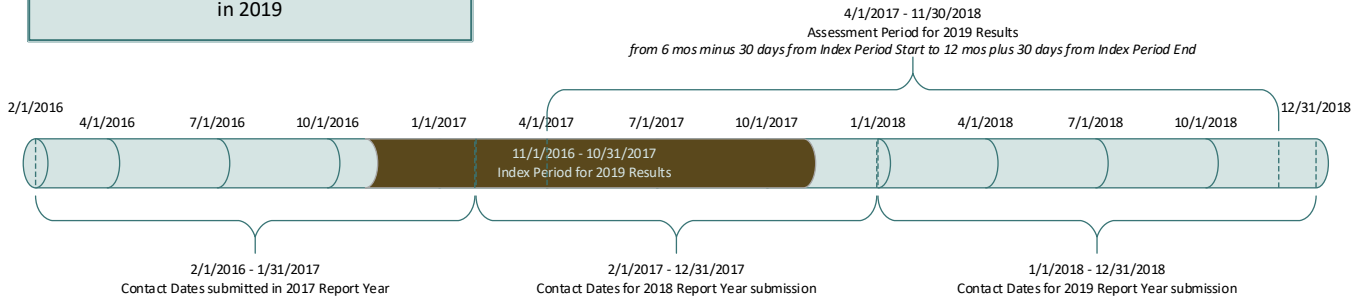 in 2019
4/1/2017 - 11/30/2018
Assessment Period for 2019 Results
from 6 mos minus 30 days from Index Period Start to 12 mos plus 30 days from Index Period End
2/1/2016
12/31/2018
4/1/2016 7/1/2016 10/1/2016 1/1/2017 4/1/2017 7/1/2017 10/1/2017 1/1/2018 4/1/2018 7/1/2018 10/1/2018
11/1/2016 - 10/31/2017
Index Period for 2019 Results
2/1/2016 - 1/31/2017
Contact Dates submitted in 2017 Report Year
2/1/2017 - 12/31/2017
Contact Dates for 2018 Report Year submission
1/1/2018 - 12/31/2018
Contact Dates for 2019 Report Year submission